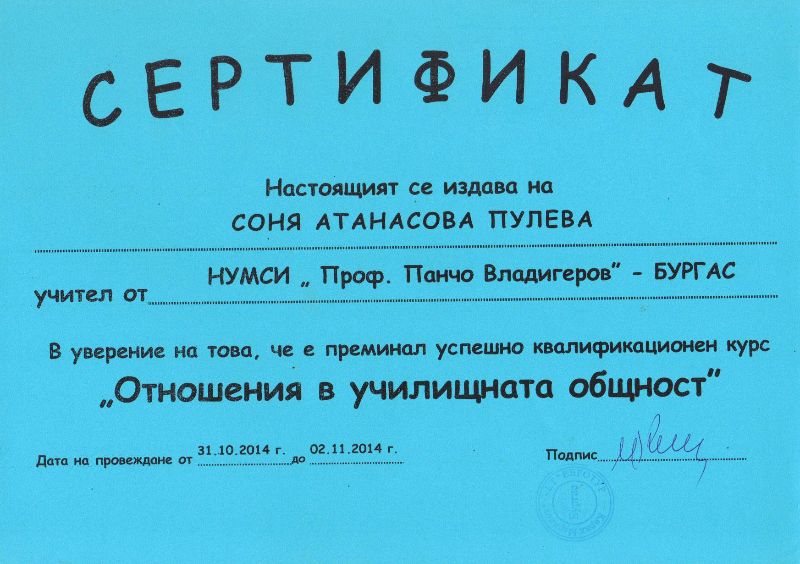 СЕРТИФИКАТ
Настоящият се издава на
СОНЯ АТАНАСОВА ПУЛЕВА
НУМСИ „ Проф. Панчо Владигеров" - БУРГАС
учител от
В уверение на това, че е преминал успешно квалификационен курс
„Отношения в училищната общност"
31.10.2014 г. 02.11.2014 г.
Дата на провеждане от до
Подпис